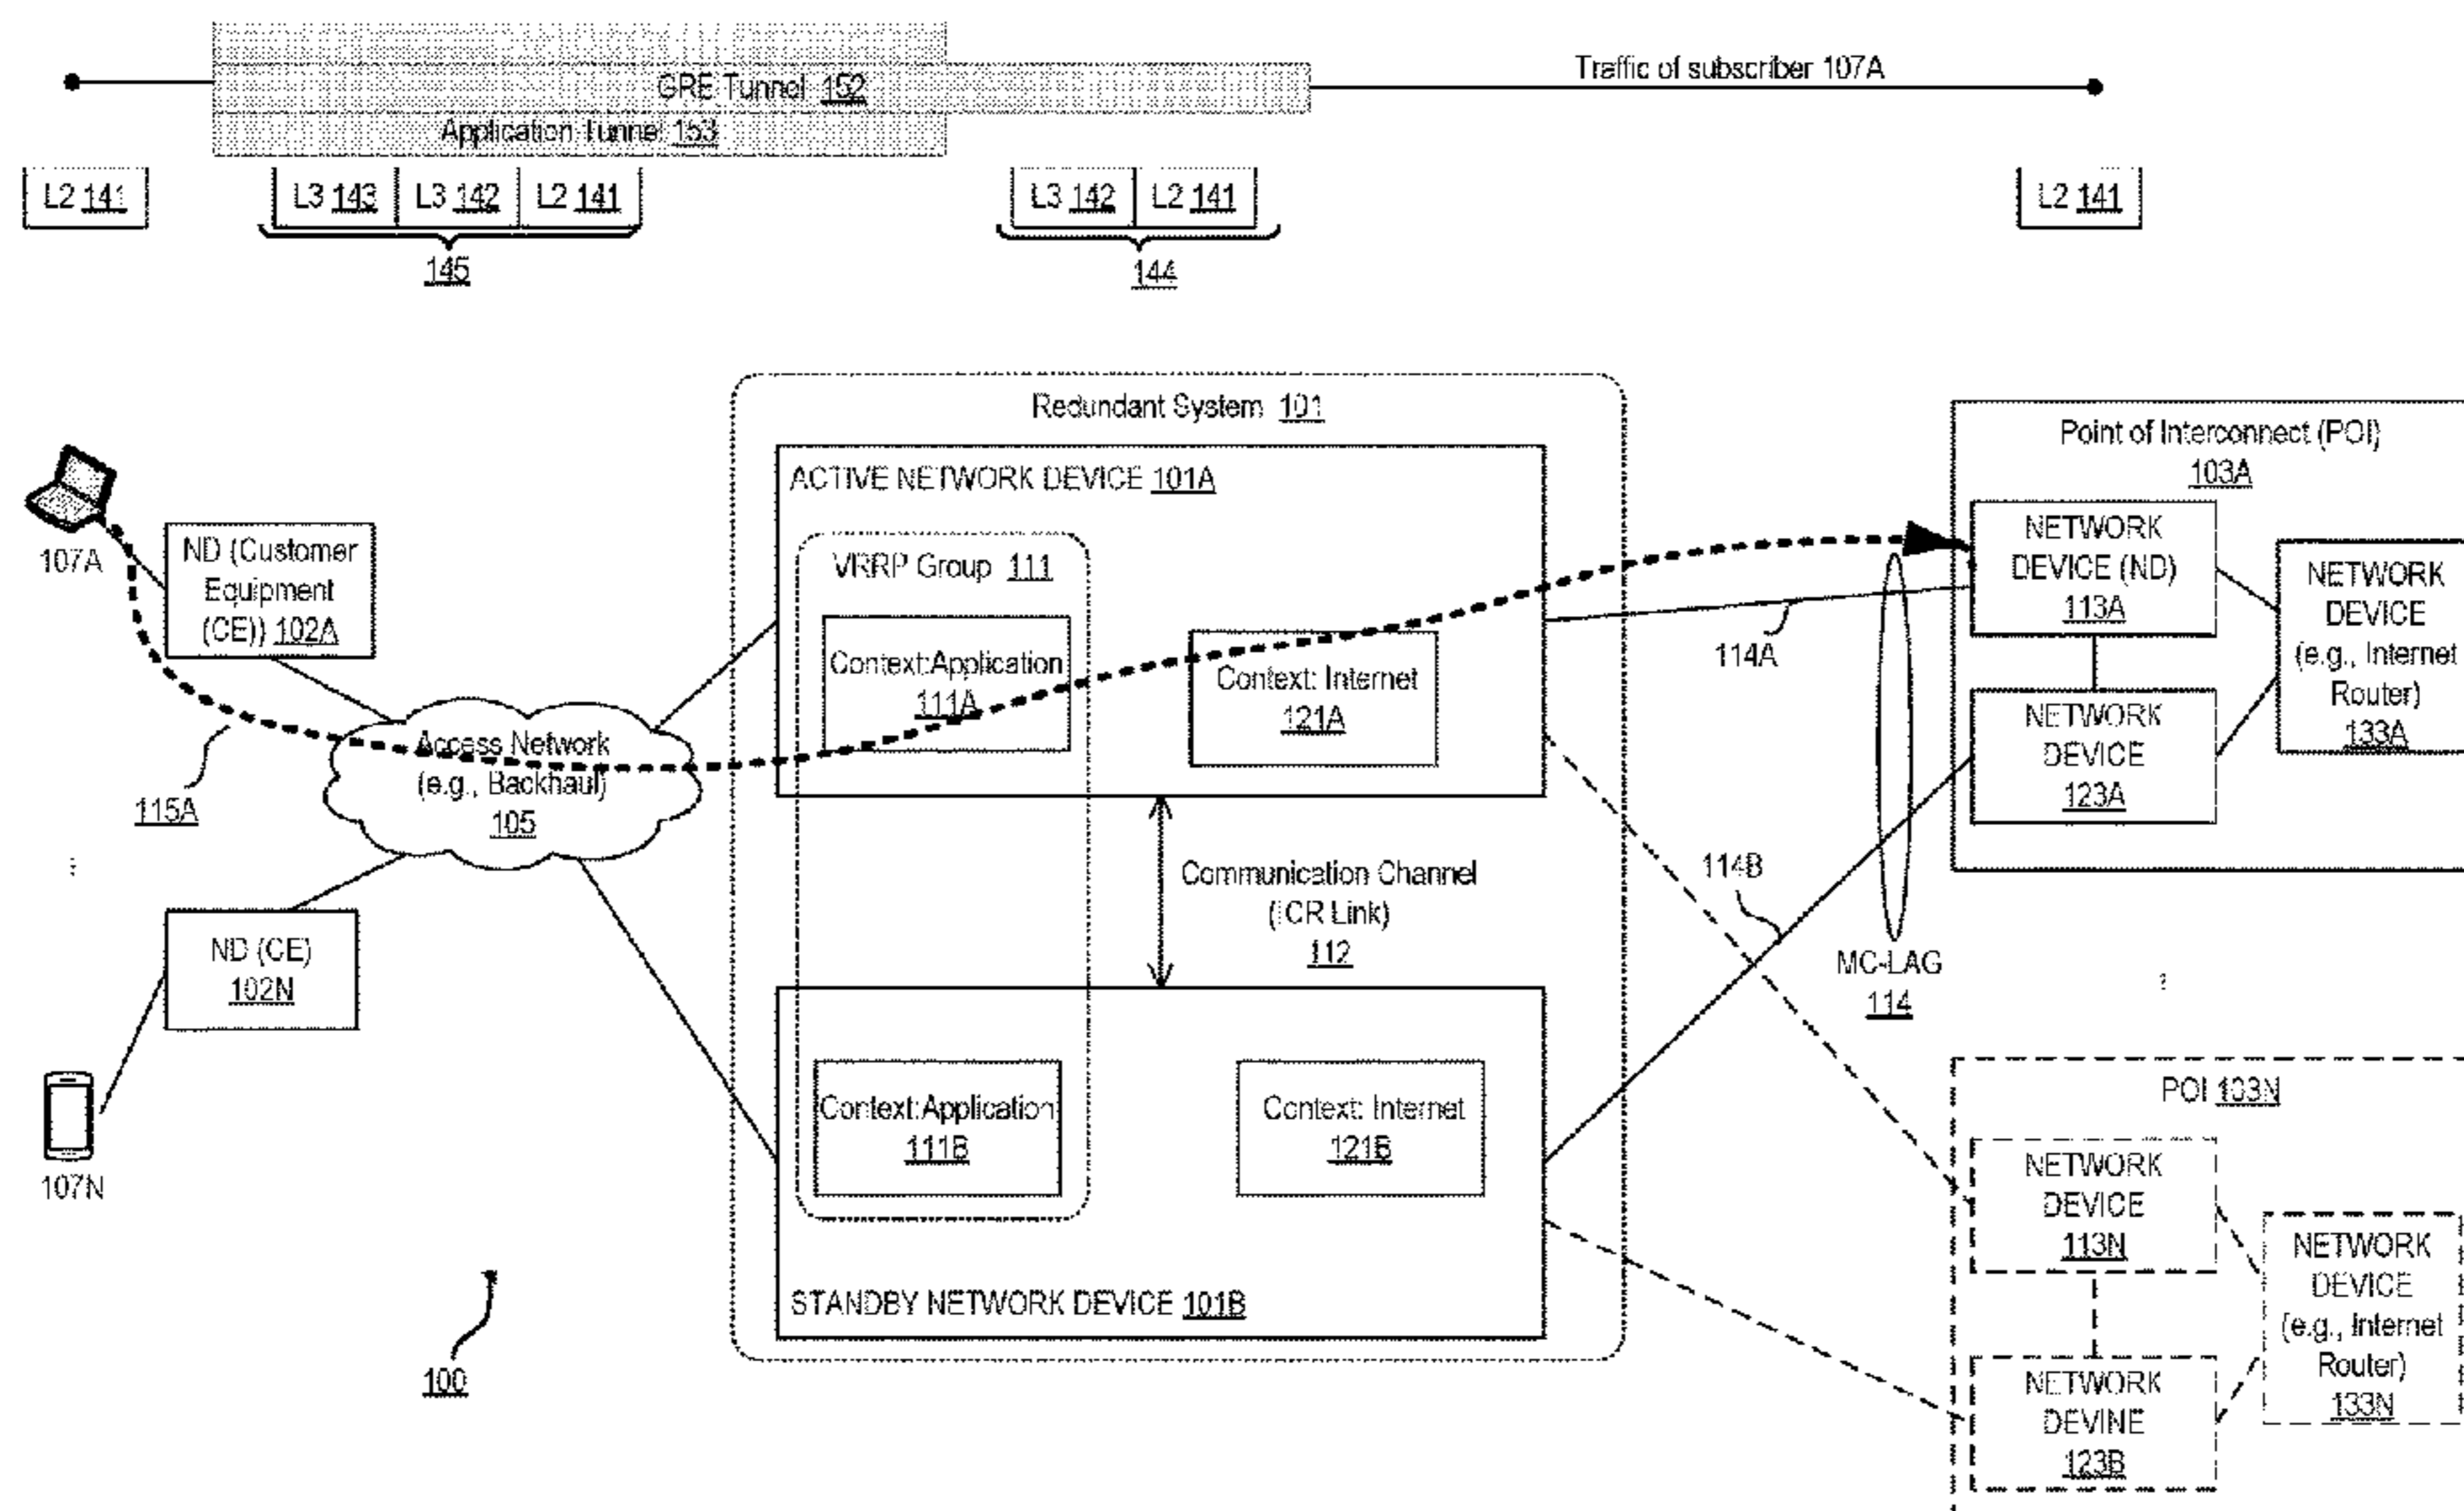 Traffic of subscriber 107A
GRE Tunnel 152
Application Tunnel 153
L2 141
L3 143 L3 142 L2 141
L3 142 L2 141
L2 141
145
144
Redundant System 101
Point of Interconnect (POI)
103A
ACTIVE NETWORK DEVICE 101A
107A
ND (Customer
Equipment
(CE)) 102A
VRRP Group 111
Context:Application
111A
Context: Internet
121A
114A
NETWORK
DEVICE (ND)
113A
NETWORK
DEVICE
(e.g., Internet
Router)
133A
NETWORK
DEVICE
123A
Access Network
(e.g., Backhaul)
105
115A
Communication Channel
(ICR Link)
112
114B
MC-LAG
114
ND (CE)
102N
107N
Context:Application
111B
Context: Internet
121B
STANDBY NETWORK DEVICE 101B
POI 103N
NETWORK
DEVICE
113N
NETWORK
DEVICE
(e.g., Internet
Router)
133N
NETWORK
DEVINE
123B
100